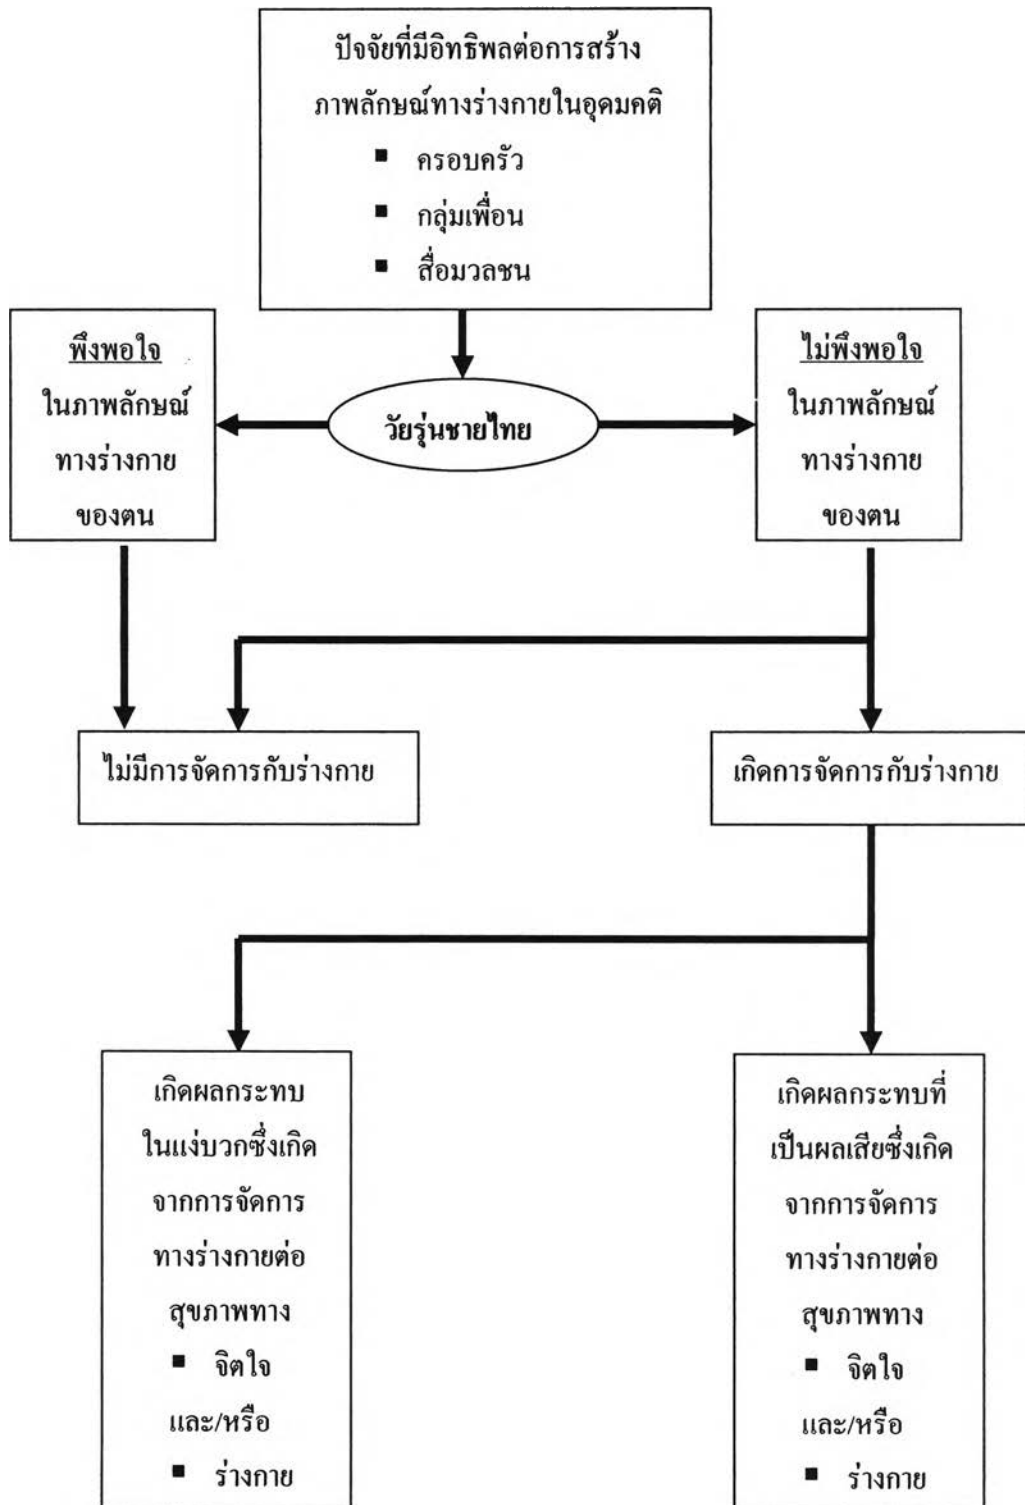 ปัจจัยที่มีอิทธิพลต่อการสร้าง
ภาพลักษณ์ทางร่างกายในอุดมคติ
▪ ครอบครัว
▪ กลุ่มเพื่อน
▪ สื่อมวลชน
พึงพอใจ
ในภาพลักษณ์
ทางร่างกาย
ของตน
วัยรุ่นชายไทย
ไม่พึงพอใจ
ในภาพลักษณ์
ทางร่างกาย
ของตน
ไม่มีการจัดการกับร่างกาย
เกิดการจัดการกับร่างกาย
เกิดผลกระทบ
ในแง่บวกซึ่งเกิด
จากการจัดการ
ทางร่างกายต่อ
สุขภาพทาง
▪ จิตใจ
และ/หรือ
▪ ร่างกาย
เกิดผลกระทบที่
เป็นผลเสียซึ่งเกิด
จากการจัดการ
ทางร่างกายต่อ
สุขภาพทาง
▪ จิตใจ
และ/หรือ
▪ ร่างกาย